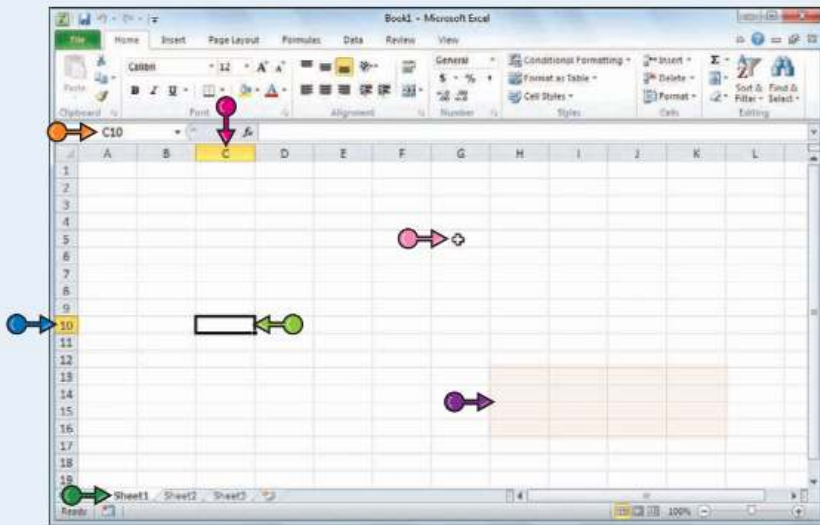 Book1 - Microsoft Excel
File Home Insert Page Layout Formulas Data Review View
Calibri 12 A A General Conditional Formatting Insert Σ
Paste B I U A $ % , Format as Table Delete Sort & Find &
Cell Styles Format Filter Select
Clipboard Font Alignment Number Styles Cells Editing
C10 fx
A B C D E F G H I J K L
1
2
3
4
5
6
7
8
9
10
11
12
13
14
15
16
17
18
19
Sheet1 Sheet2 Sheet3
Ready 100%